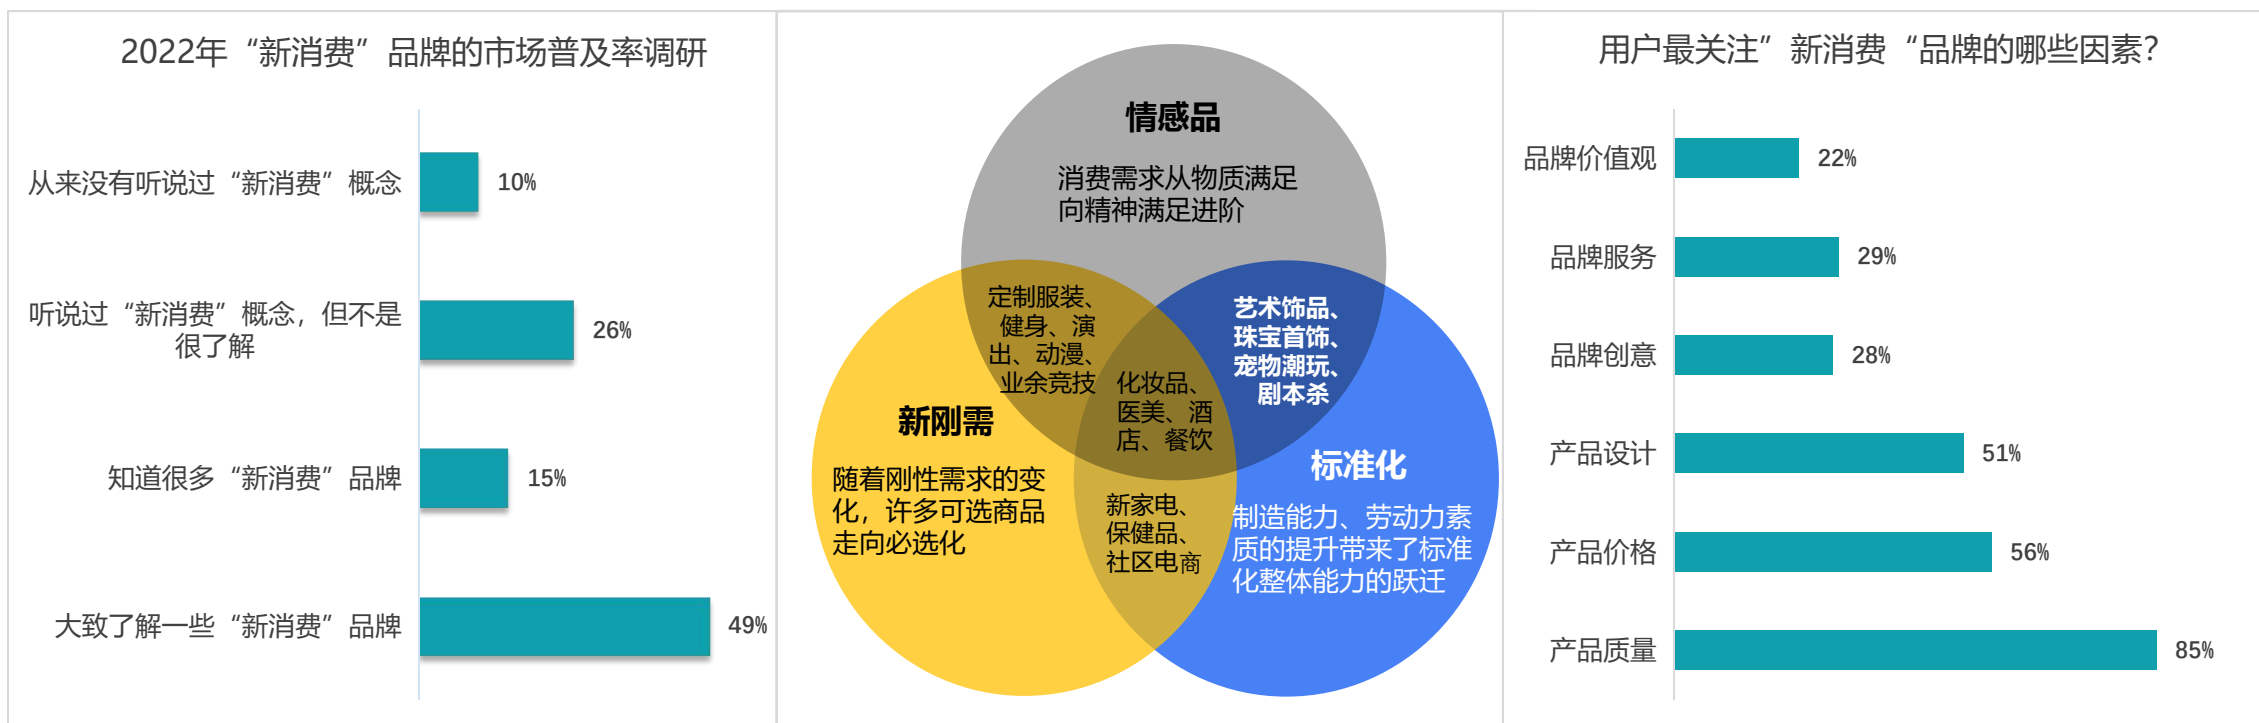 2022年“新消费”品牌的市场普及率调研
从来没有听说过“新消费”概念
10%
听说过“新消费”概念，但不是
很了解
26%
知道很多“新消费”品牌
15%
大致了解一些“新消费”品牌
49%
情感品
消费需求从物质满足
向精神满足进阶
定制服装、
健身、演
出、动漫、
业余竞技
艺术饰品、
珠宝首饰、
宠物潮玩、
剧本杀
化妆品、
医美、酒
店、餐饮
新刚需
随着刚性需求的变
化，许多可选商品
走向必选化
标准化
制造能力、劳动力素
质的提升带来了标准
化整体能力的跃迁
新家电、
保健品、
社区电商
用户最关注”新消费“品牌的哪些因素？
品牌价值观
22%
品牌服务
29%
品牌创意
28%
产品设计
51%
产品价格
56%
产品质量
85%